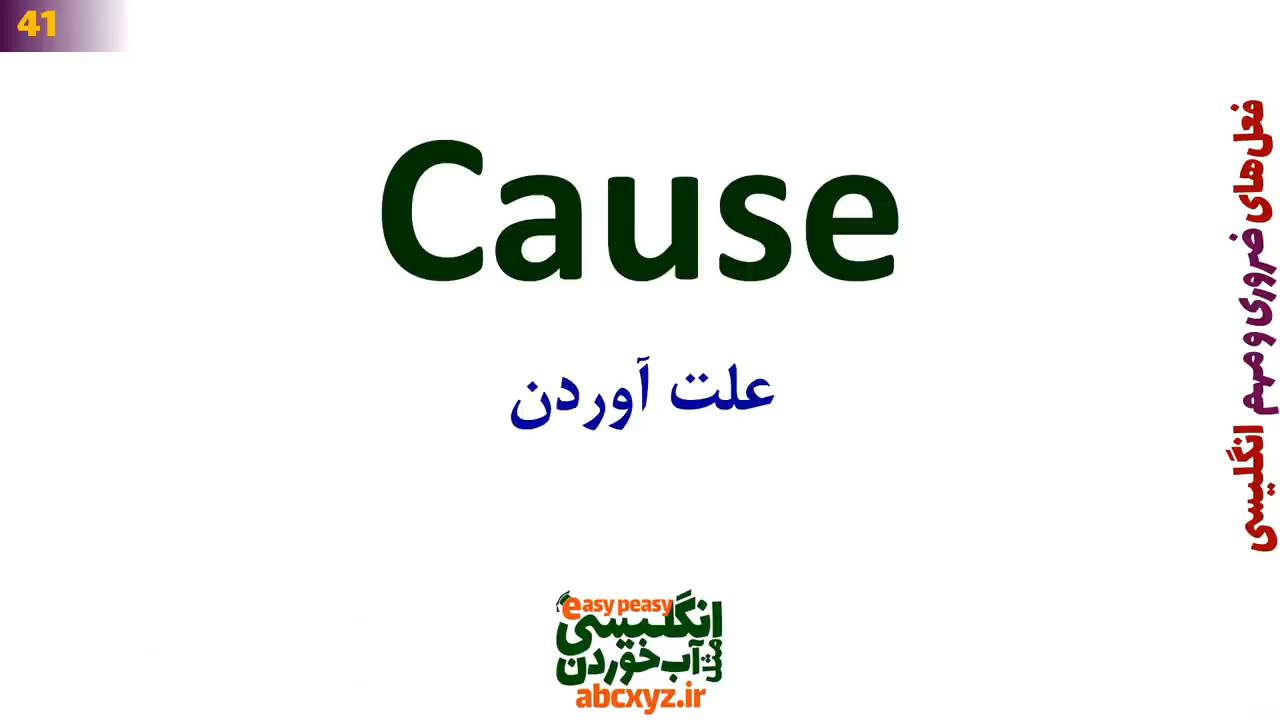 41
Cause
علت آوردن
فعل‌های ضروری و مهم انگلیسی
easy peasy
انگلیسی
مثل آب خوردن
abcxyz.ir